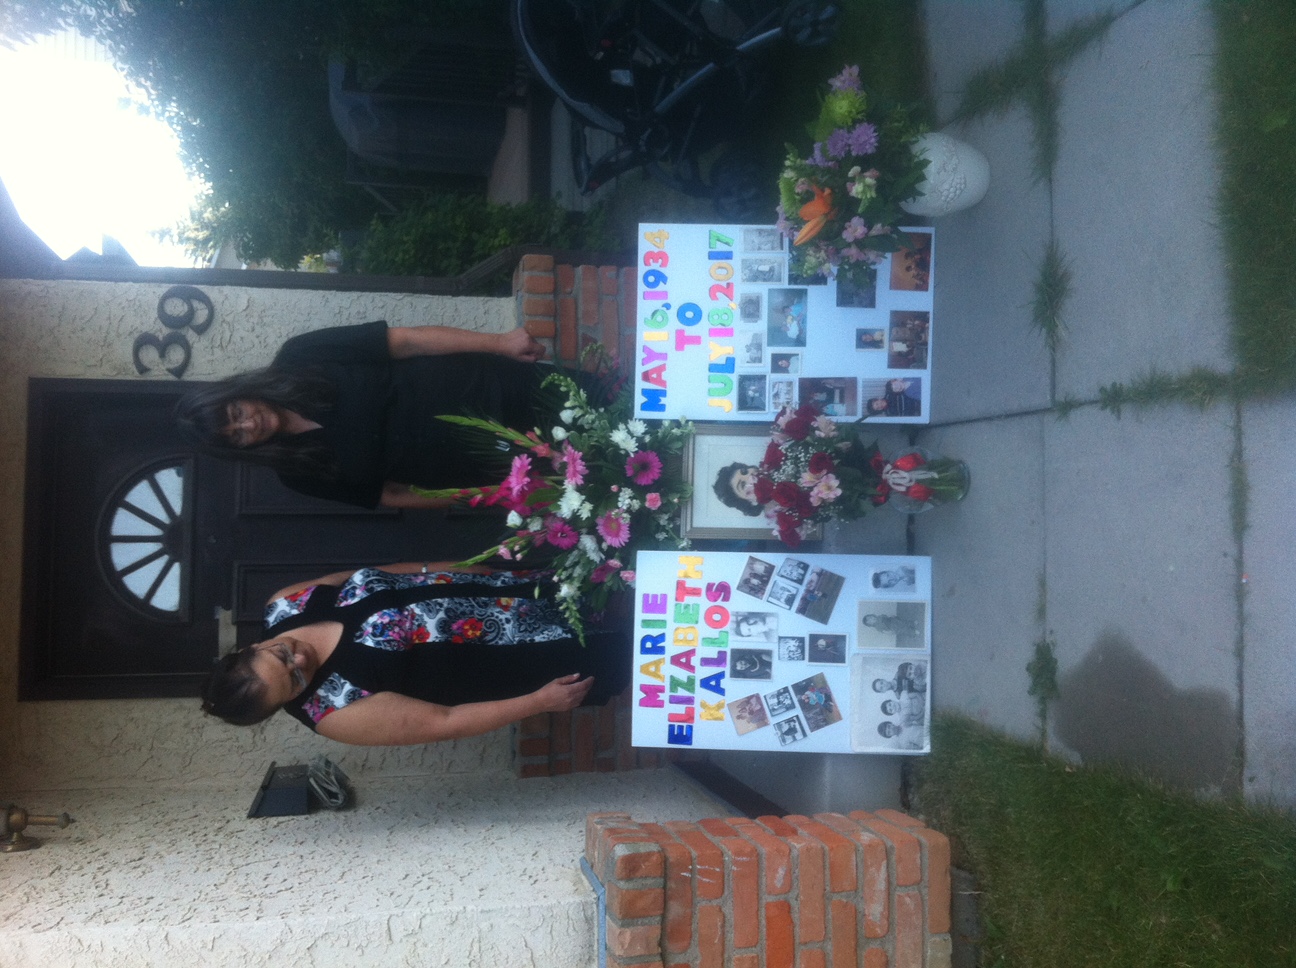 39
MARIE
ELIZABETH
KALLOS
MAY 16, 1934
TO
JULY 18, 2017